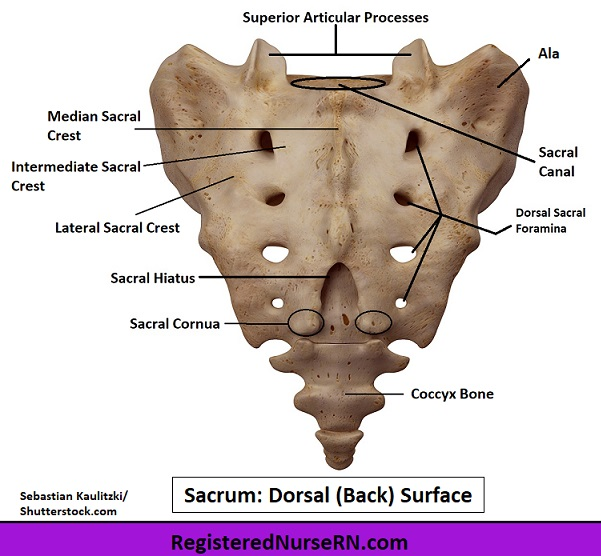 Superior Articular Processes
Ala
Median Sacral
Crest
Sacral
Canal
Intermediate Sacral
Crest
Dorsal Sacral
Foramina
Lateral Sacral Crest
Sacral Hiatus
Sacral Cornua
Coccyx Bone
Sebastian Kaulitzki/
Shutterstock.com
Sacrum: Dorsal (Back) Surface
RegisteredNurseRN.com